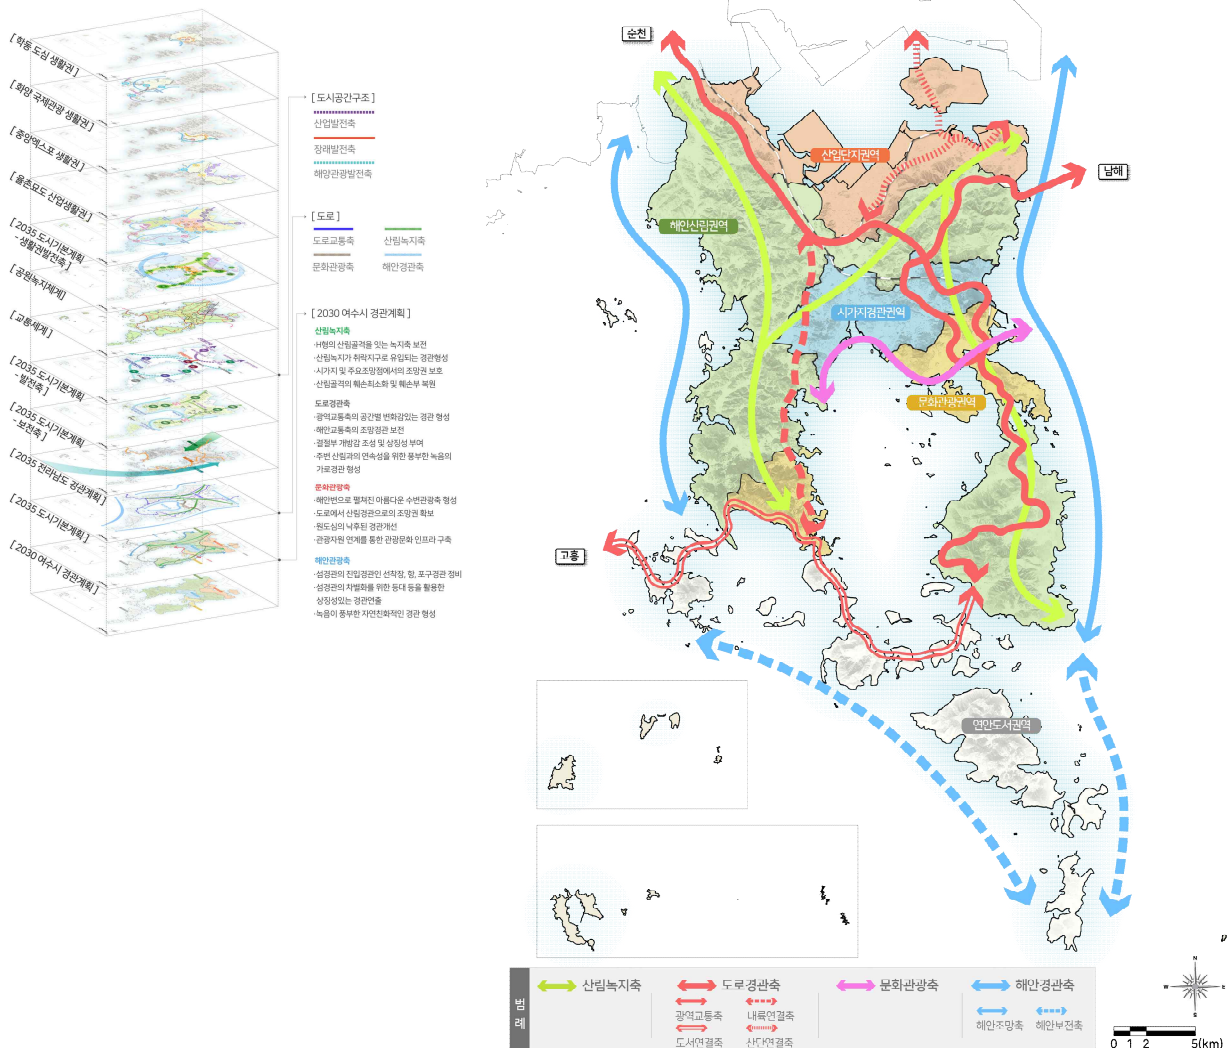 [ 학동 도심 생활권 ]
[ 화양 국제관광 생활권 ]
[ 중앙엑스포 생활권 ]
[ 율촌묘도 산업생활권 ]
[ 2035 도시기본계획
- 생활권발전축 ]
[ 공원녹지체계]
[ 교통체계 ]
[ 2035 도시기본계획
- 발전축 ]
[ 2035 도시기본계획
- 보전축 ]
[ 2035 전라남도 경관계획 ]
[ 2035 도시기본계획 ]
[ 2030 여수시 경관계획 ]
[ 도시공간구조 ]
산업발전축
장래발전축
해양관광발전축
[ 도로 ]
도로교통축
산림녹지축
문화관광축
해안경관축
[ 2030 여수시 경관계획 ]
산림녹지축
·H형의 산림골격을 잇는 녹지축 보전
·산림녹지가 취락지구로 유입되는 경관형성
·시가지 및 주요조망점에서의 조망권 보호
·산림골격의 훼손최소화 및 훼손부 복원
도로경관축
·광역교통축의 공간별 변화감있는 경관 형성
·해안교통축의 조망경관 보전
·결절부 개방감 조성 및 상징성 부여
·주변 산림과의 연속성을 위한 풍부한 녹음의
가로경관 형성
문화관광축
·해안변으로 펼쳐진 아름다운 수변관광축 형성
·도로에서 산림경관으로의 조망권 확보
·원도심의 낙후된 경관개선
·관광자원 연계를 통한 관광문화 인프라 구축
해안관광축
·섬경관의 진입경관인 선착장, 항, 포구경관 정비
·섬경관의 차별화를 위한 등대 등을 활용한
상징성있는 경관연출
·녹음이 풍부한 자연친화적인 경관 형성
순천
남해
고흥
산업단지권역
해안산림권역
시가지경관권역
문화관광권역
연안도서권역
범례
산림녹지축
도로경관축
광역교통축
내륙연결축
도서연결축
산단연결축
문화관광축
해안경관축
해안조망축
해안보전축
N
W
E
S
0 1 2 5(km)